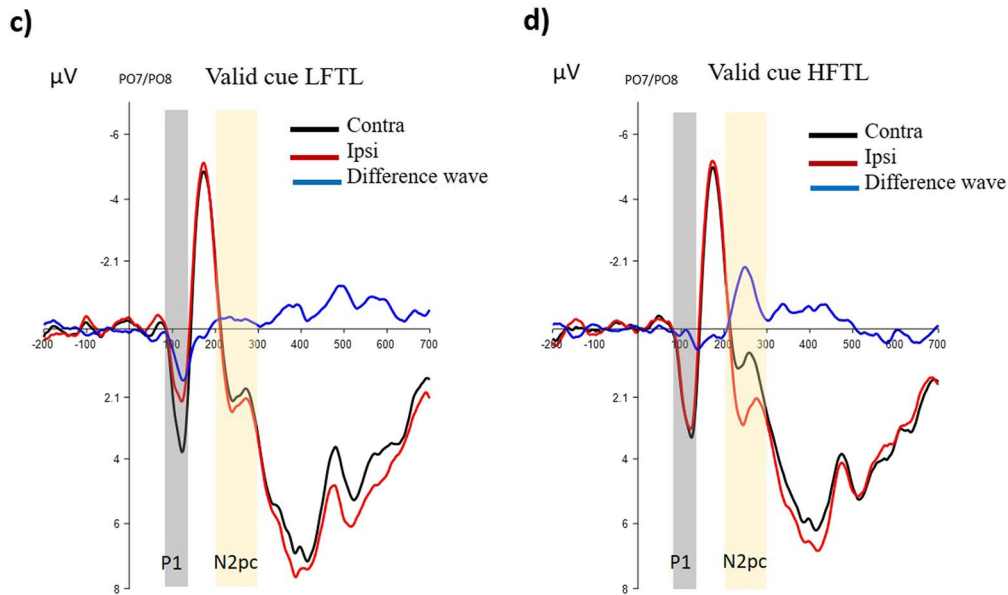 c)
µV PO7/PO8 Valid cue LFTL
-6
-4
-2.1
2.1
4
6
8
-200 -100 100 200 300 400 500 600 700
Contra
Ipsi
Difference wave
P1 N2pc
d)
µV PO7/PO8 Valid cue HFTL
-6
-4
-2.1
2.1
4
6
8
-200 -100 100 200 300 400 500 600 700
Contra
Ipsi
Difference wave
P1 N2pc